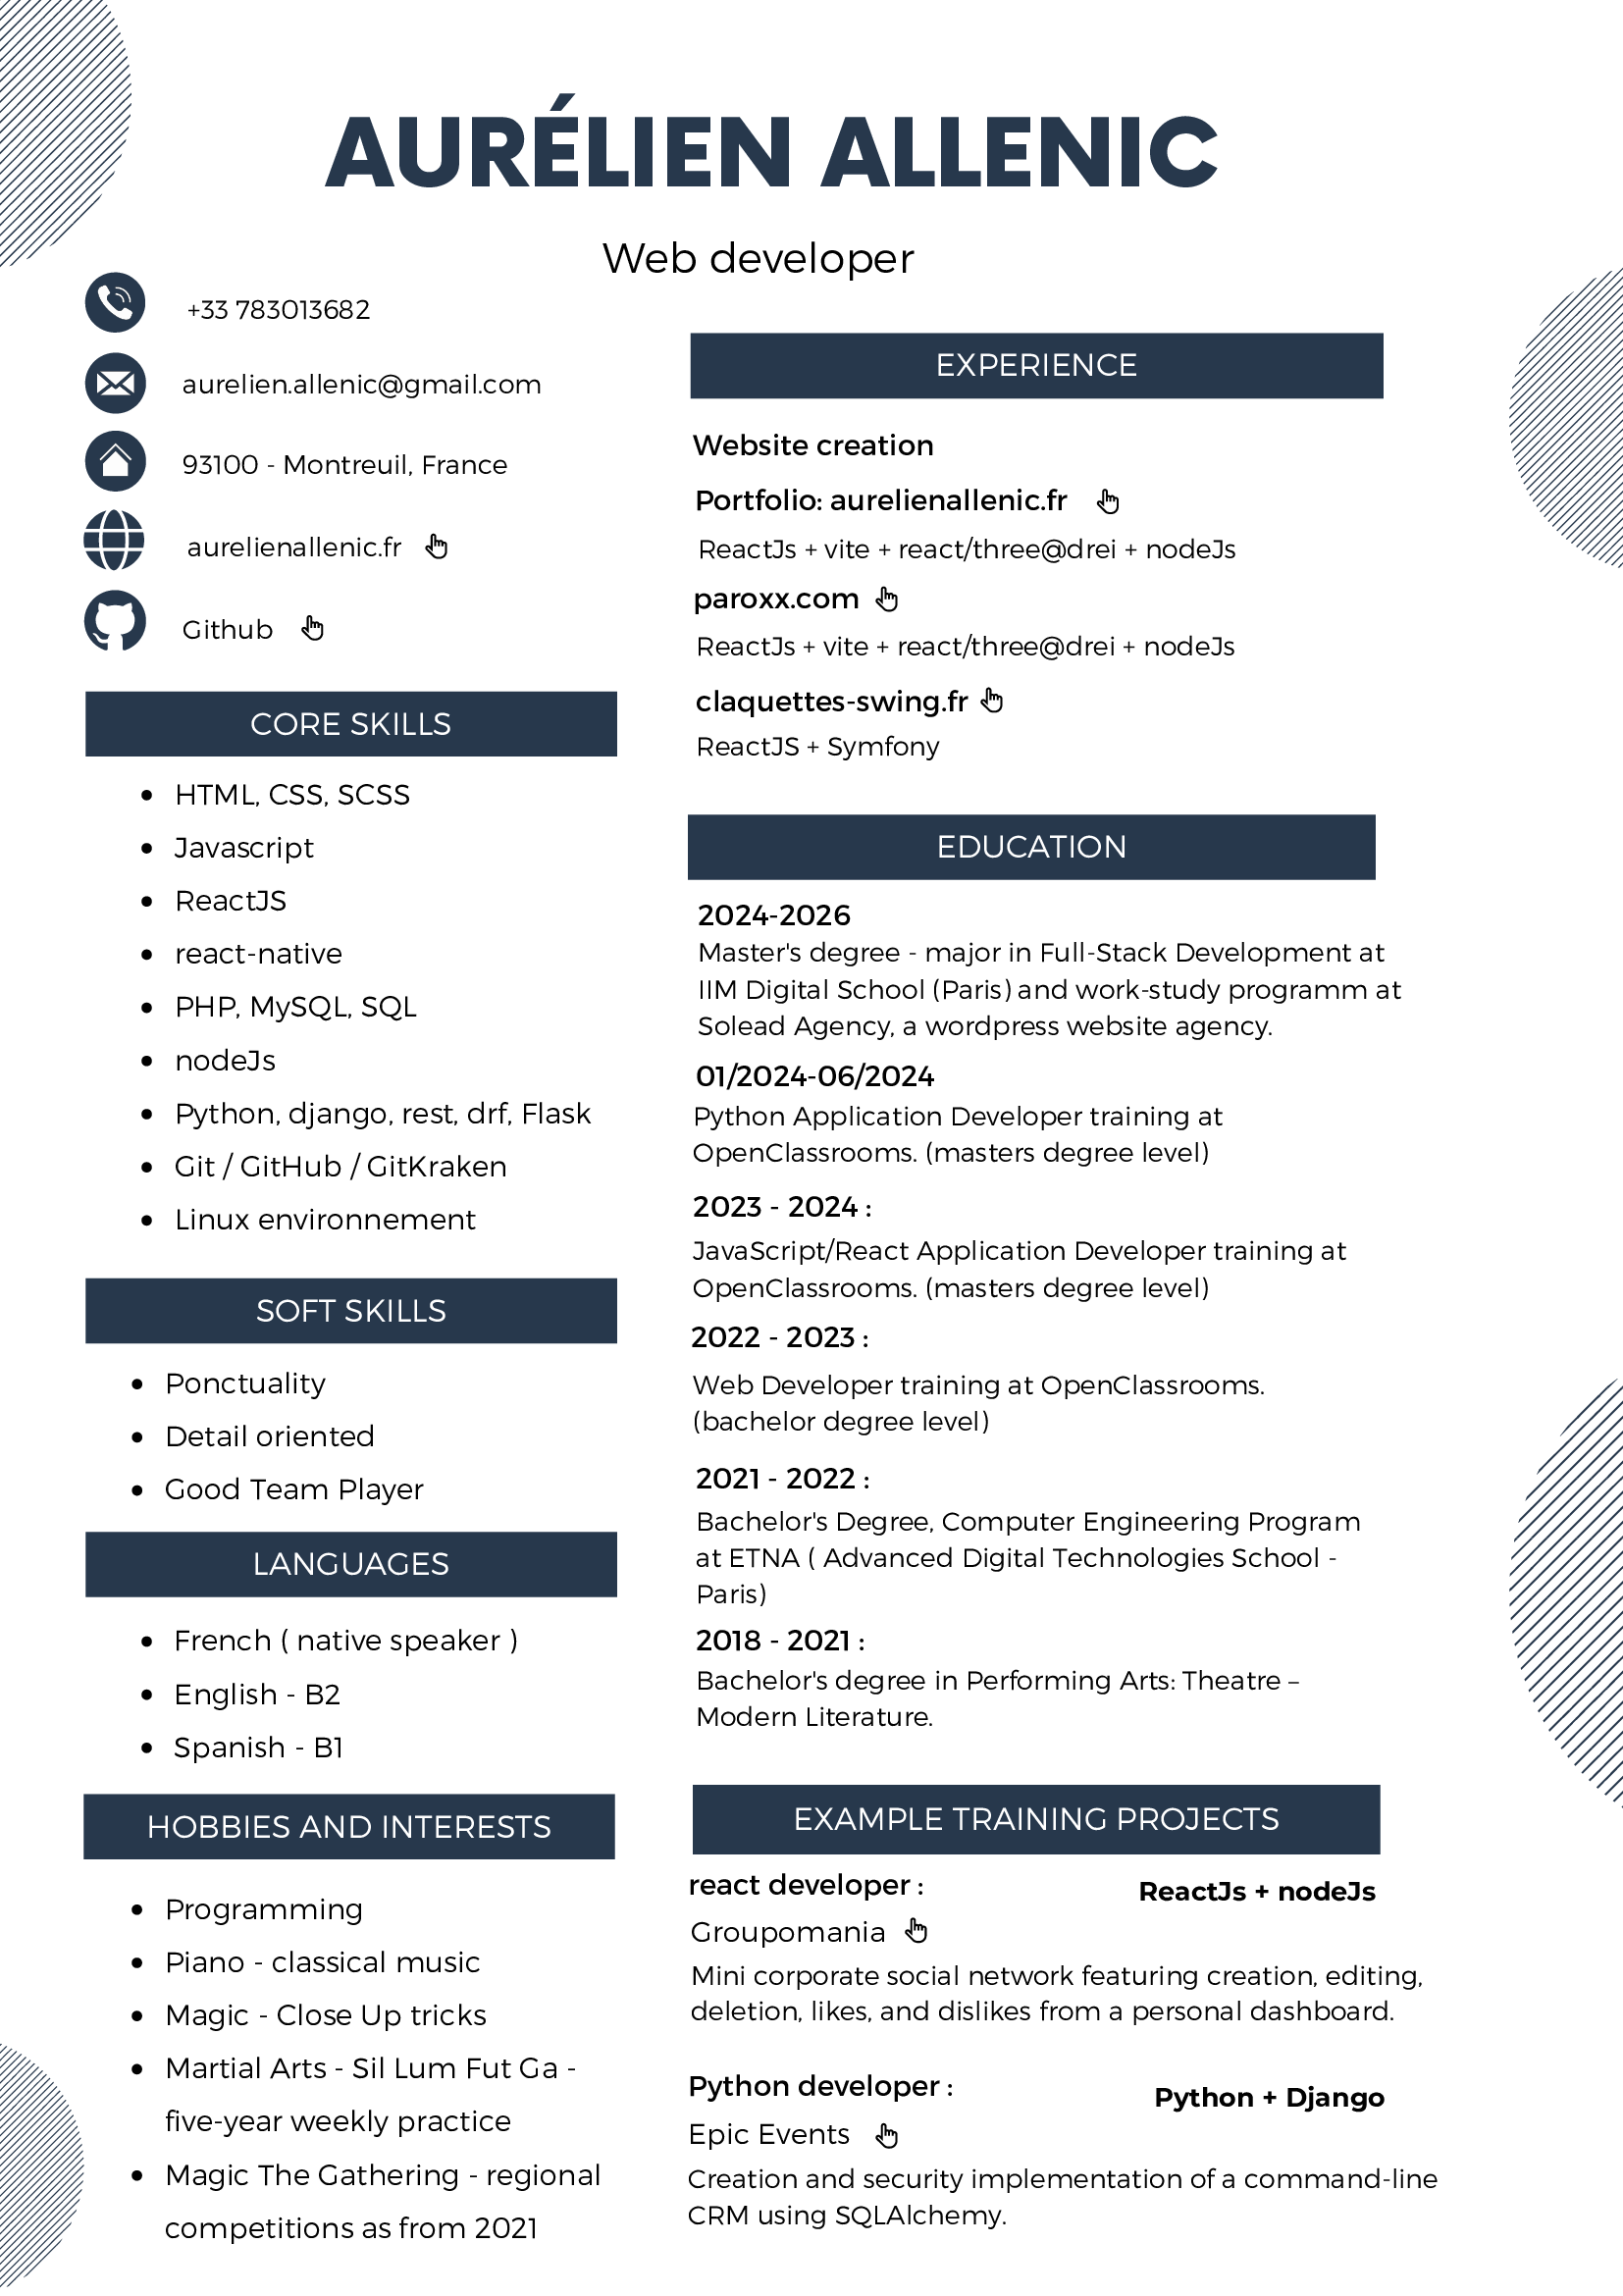 AURÉLIEN ALLENIC
Web developer
+33 783013682
aurelien.allenic@gmail.com
93100 - Montreuil, France
aurelienallenic.fr
Github
CORE SKILLS
HTML, CSS, SCSS
Javascript
ReactJS
react-native
PHP, MySQL, SQL
nodeJs
Python, django, rest, drf, Flask
Git / GitHub / GitKraken
Linux environnement
SOFT SKILLS
Ponctuality
Detail oriented
Good Team Player
LANGUAGES
French ( native speaker )
English - B2
Spanish - B1
HOBBIES AND INTERESTS
Programming
Piano - classical music
Magic - Close Up tricks
Martial Arts - Sil Lum Fut Ga -
five-year weekly practice
Magic The Gathering - regional
competitions as from 2021
EXPERIENCE
Website creation
Portfolio: aurelienallenic.fr
ReactJs + vite + react/three@drei + nodeJs
paroxx.com
ReactJs + vite + react/three@drei + nodeJs
claquettes-swing.fr
ReactJS + Symfony
EDUCATION
2024-2026
Master's degree - major in Full-Stack Development at
IIM Digital School (Paris) and work-study programm at
Solead Agency, a wordpress website agency.
01/2024-06/2024
Python Application Developer training at
OpenClassrooms. (masters degree level)
2023 - 2024 :
JavaScript/React Application Developer training at
OpenClassrooms. (masters degree level)
2022 - 2023 :
Web Developer training at OpenClassrooms.
(bachelor degree level)
2021 - 2022 :
Bachelor's Degree, Computer Engineering Program
at ETNA ( Advanced Digital Technologies School -
Paris)
2018 - 2021 :
Bachelor's degree in Performing Arts: Theatre –
Modern Literature.
EXAMPLE TRAINING PROJECTS
react developer :
ReactJs + nodeJs
Groupomania
Mini corporate social network featuring creation, editing,
deletion, likes, and dislikes from a personal dashboard.
Python developer :
Python + Django
Epic Events
Creation and security implementation of a command-line
CRM using SQLAlchemy.